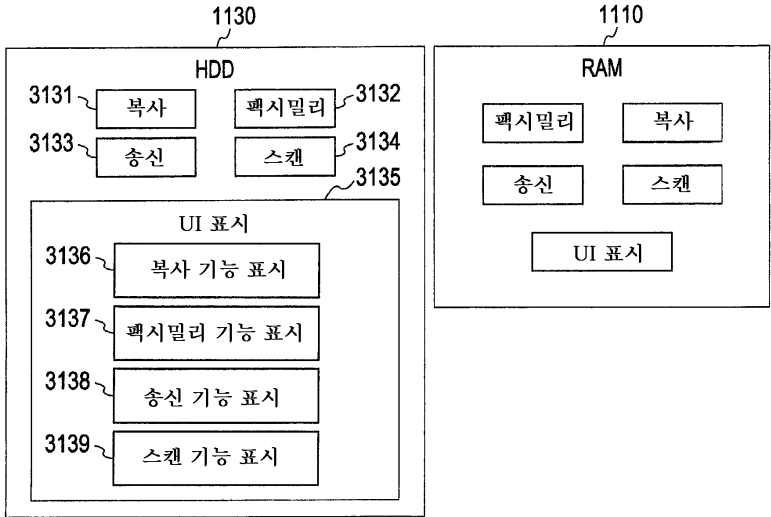 1130
HDD
3131
복사
팩시밀리
3132
3133
송신
스캔
3134
3135
UI 표시
3136
복사 기능 표시
3137
팩시밀리 기능 표시
3138
송신 기능 표시
3139
스캔 기능 표시
1110
RAM
팩시밀리
복사
송신
스캔
UI 표시